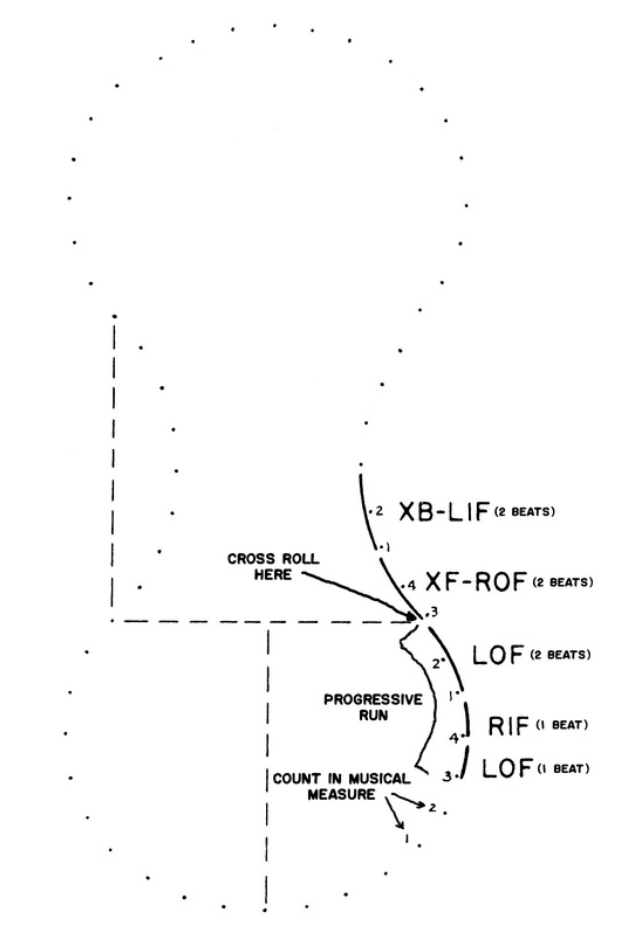 2 XB-LIF (2 BEATS)
1
CROSS ROLL
HERE
4 XF-ROF (2 BEATS)
3
2 LOF (2 BEATS)
1
PROGRESSIVE
RUN
RIF (1 BEAT)
4
3 LOF (1 BEAT)
COUNT IN MUSICAL
MEASURE
2
1